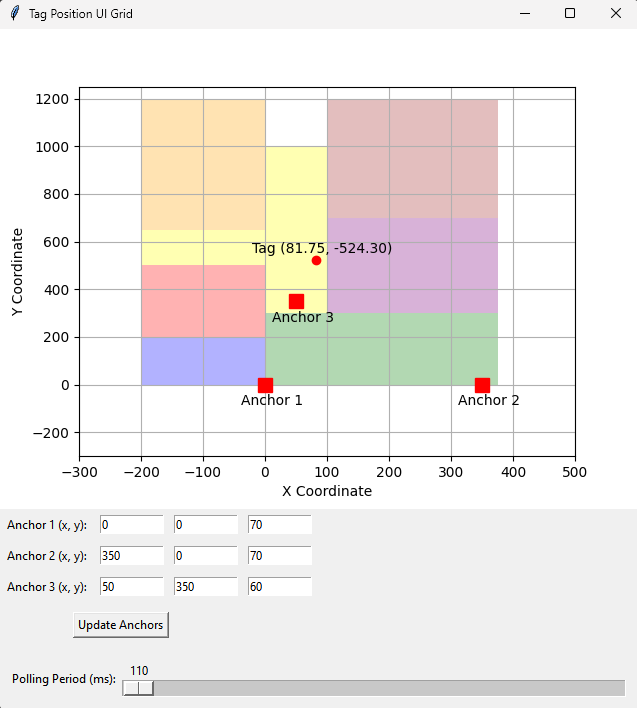 Tag Position UI Grid
1200
1000
800
600
400
200
0
−200
Y Coordinate
Tag (81.75, -524.30)
Anchor 3
Anchor 1
Anchor 2
−300 −200 −100 0 100 200 300 400 500
X Coordinate
Anchor 1 (x, y): 0 0 70
Anchor 2 (x, y): 350 0 70
Anchor 3 (x, y): 50 350 60
Update Anchors
110
Polling Period (ms):